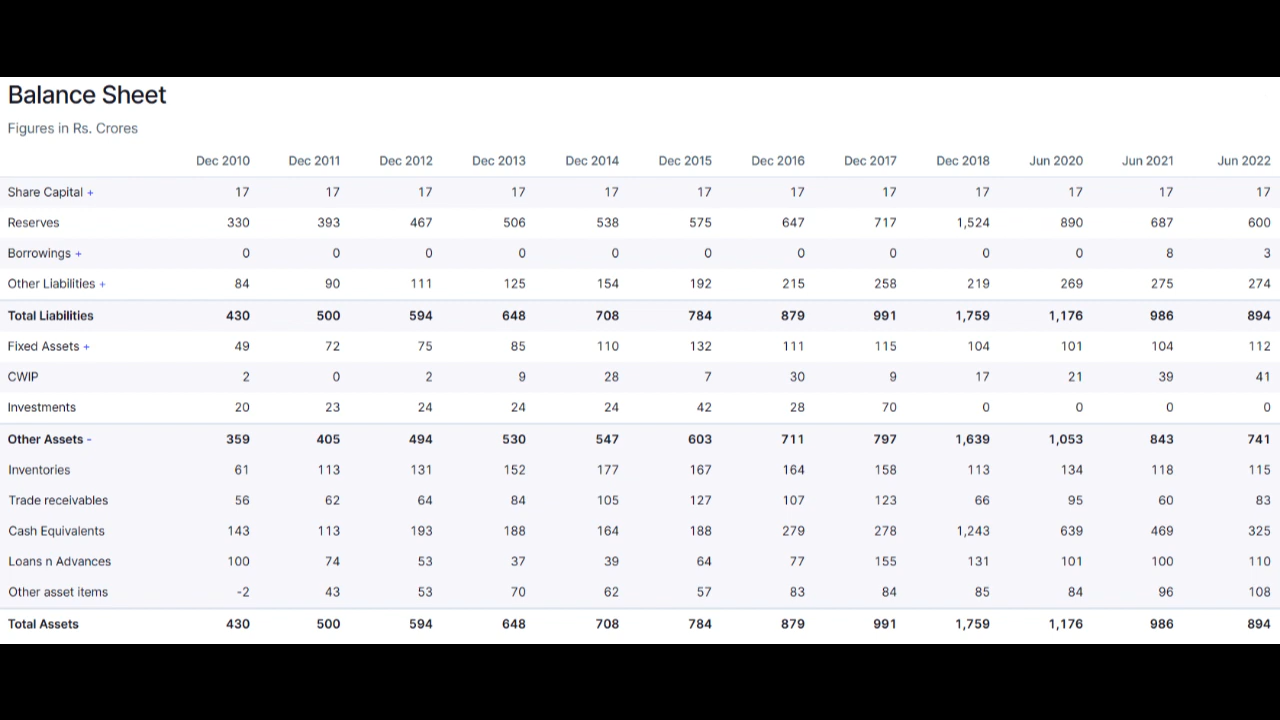 Balance Sheet
Figures in Rs. Crores
Dec 2010 Dec 2011 Dec 2012 Dec 2013 Dec 2014 Dec 2015 Dec 2016 Dec 2017 Dec 2018 Jun 2020 Jun 2021 Jun 2022
Share Capital + 17 17 17 17 17 17 17 17 17 17 17 17
Reserves 330 393 467 506 538 575 647 717 1,524 890 687 600
Borrowings + 0 0 0 0 0 0 0 0 0 0 8 3
Other Liabilities + 84 90 111 125 154 192 215 258 219 269 275 274
Total Liabilities 430 500 594 648 708 784 879 991 1,759 1,176 986 894
Fixed Assets + 49 72 75 85 110 132 111 115 104 101 104 112
CWIP 2 0 2 9 28 7 30 9 17 21 39 41
Investments 20 23 24 24 24 42 28 70 0 0 0 0
Other Assets - 359 405 494 530 547 603 711 797 1,639 1,053 843 741
Inventories 61 113 131 152 177 167 164 158 113 134 118 115
Trade receivables 56 62 64 84 105 127 107 123 66 95 60 83
Cash Equivalents 143 113 193 188 164 188 279 278 1,243 639 469 325
Loans n Advances 100 74 53 37 39 64 77 155 131 101 100 110
Other asset items -2 43 53 70 62 57 83 84 85 84 96 108
Total Assets 430 500 594 648 708 784 879 991 1,759 1,176 986 894